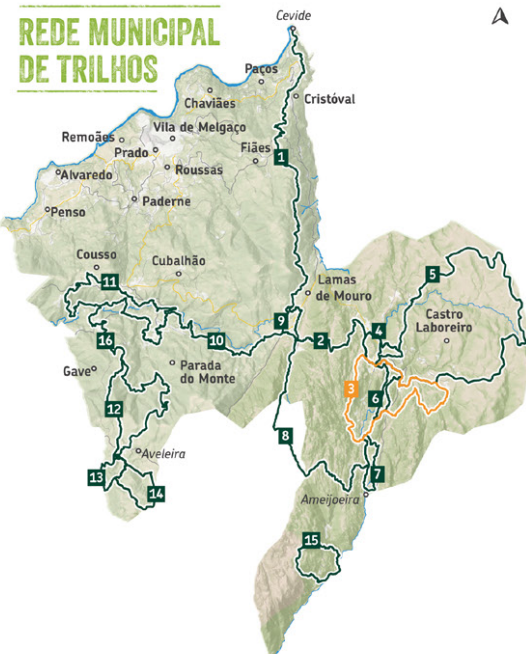 REDE MUNICIPAL
DE TRILHOS
Cevide
Paços
Cristóval
Chaviães
Vila de Melgaço
Remoães
Prado
Fiães
1
Alvaredo
Roussas
Penso
Paderne
Cousso
Cubalhão
11
5
Lamas
de Mouro
Castro
Laboreiro
9
4
2
10
16
Gave
Parada
do Monte
3
6
12
8
Aveleira
13
14
7
Ameijoeira
15